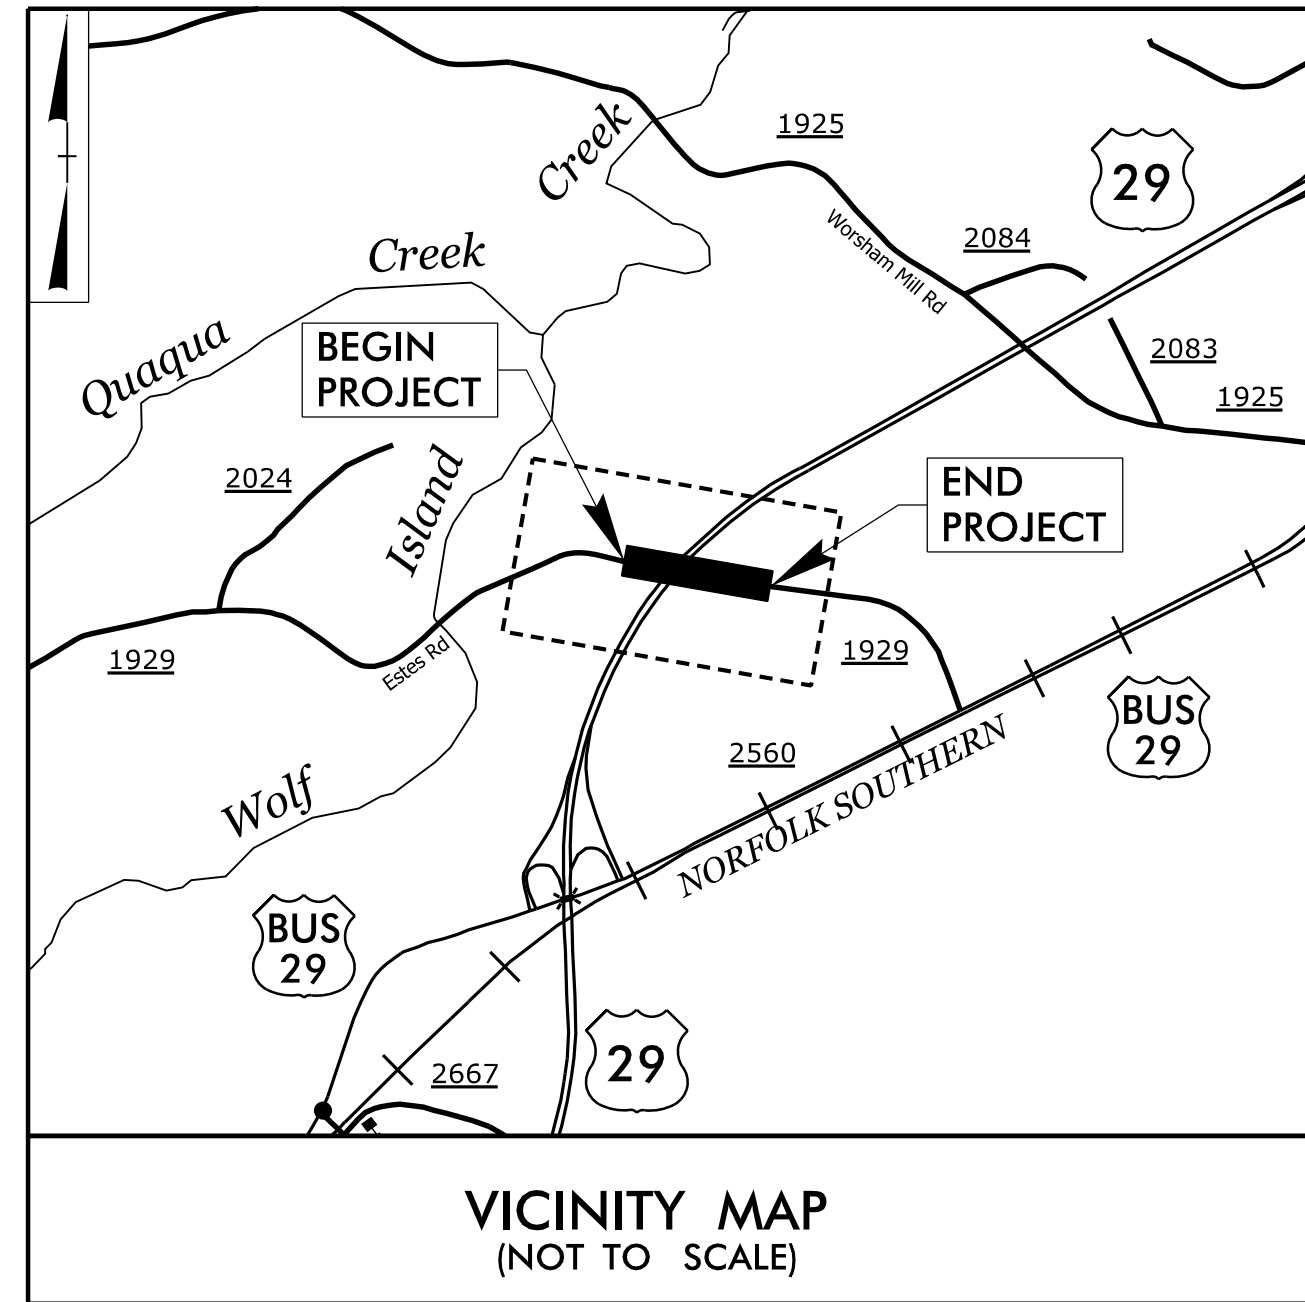 Creek
1925
29
2084
Worsham Mill Rd
Creek
Quaqua
BEGIN
PROJECT
2083
1925
2024
Island
END
PROJECT
1929
Estes Rd
1929
BUS
29
2560
NORFOLK SOUTHERN
Wolf
BUS
29
29
2667
VICINITY MAP
(NOT TO SCALE)